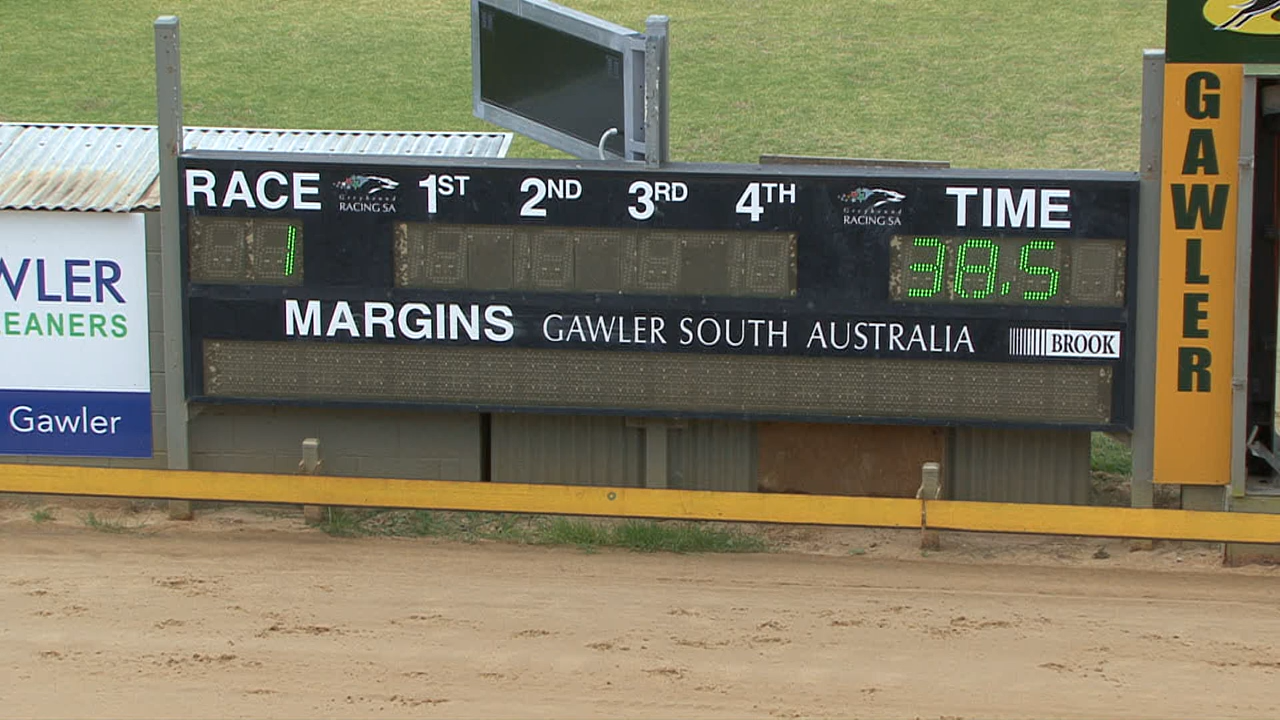 RACE
Greyhound
RACING SA
1ST
2ND
3RD
4TH
Greyhound
RACING SA
TIME
1
38.5
MARGINS
GAWLER SOUTH AUSTRALIA
BROOK
WLER
EANERS
Gawler
GAWLER